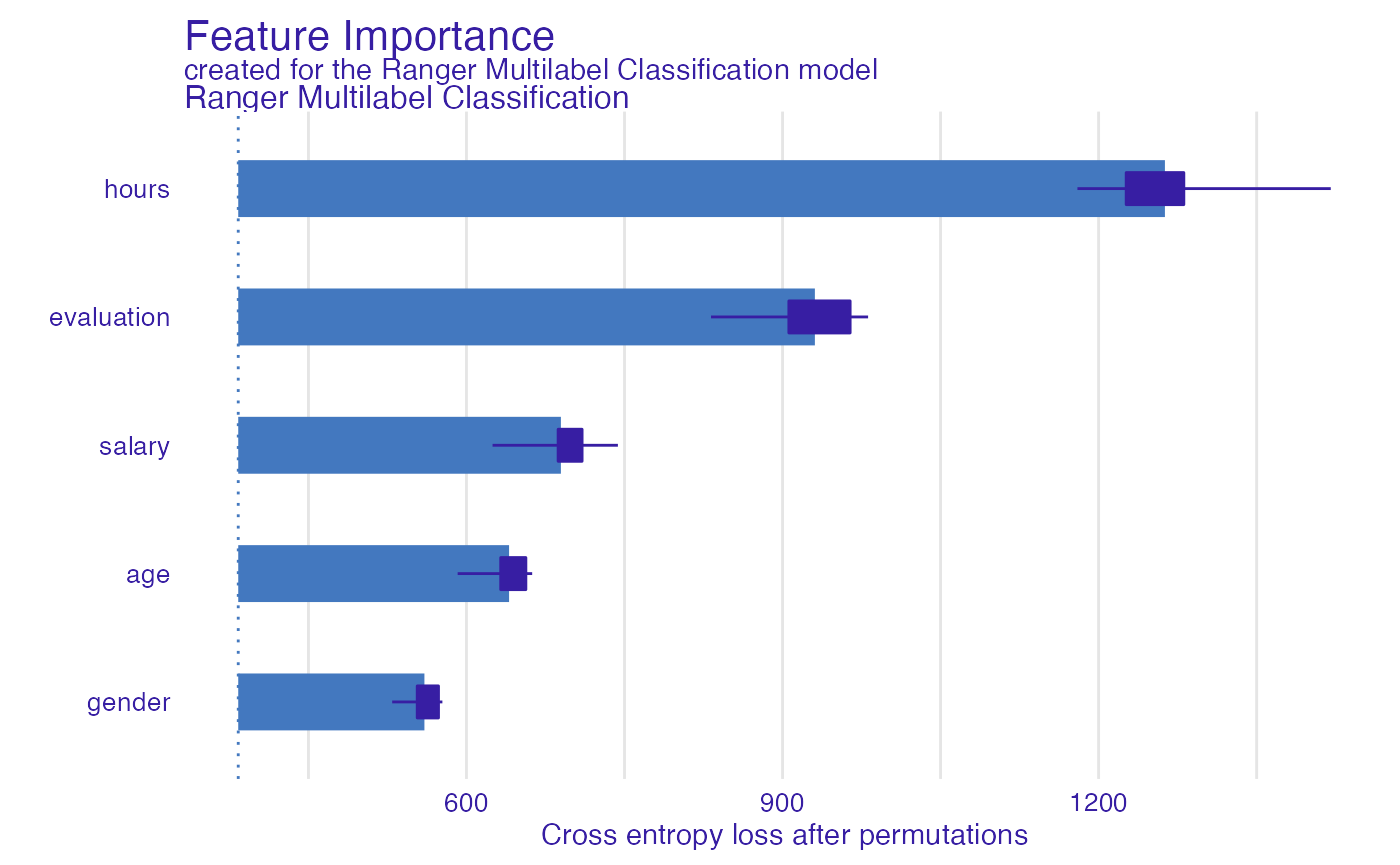 Feature Importance
created for the Ranger Multilabel Classification model
Ranger Multilabel Classification
hours
evaluation
salary
age
gender
600 900 1200
Cross entropy loss after permutations